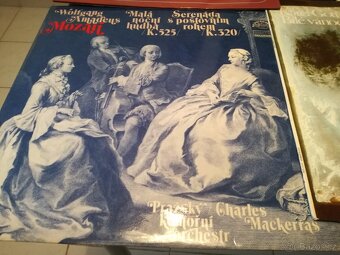 Wolfgang
Amadeus
Mozart
Malá
noční
hudba
K.525/
Serenáda
s poštovním
rohem
K.320
Pražský
komorní
orchestr
Charles
Mackerras